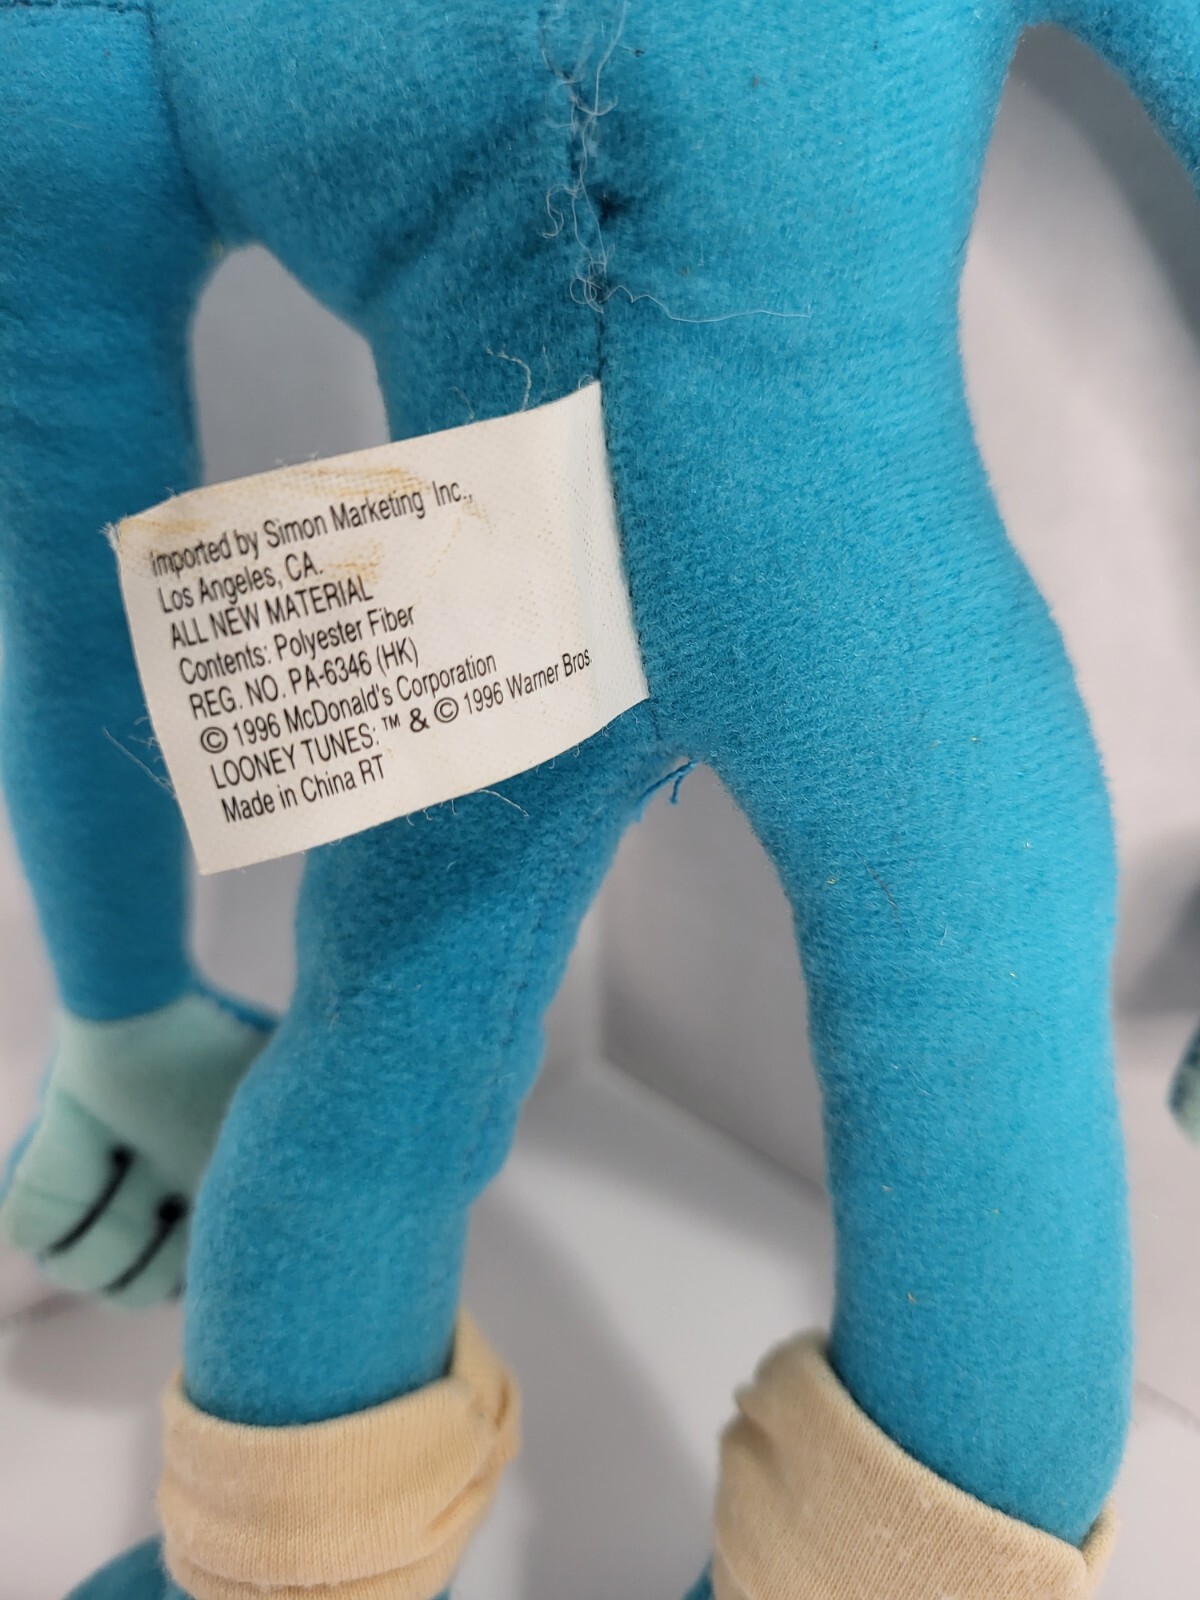 Imported by Simon Marketing Inc.,
Los Angeles, CA.
ALL NEW MATERIAL
Contents: Polyester Fiber
REG. NO. PA-6346 (HK)
© 1996 McDonald's Corporation
LOONEY TUNES: ™ & © 1996 Warner Bros.
Made in China RT